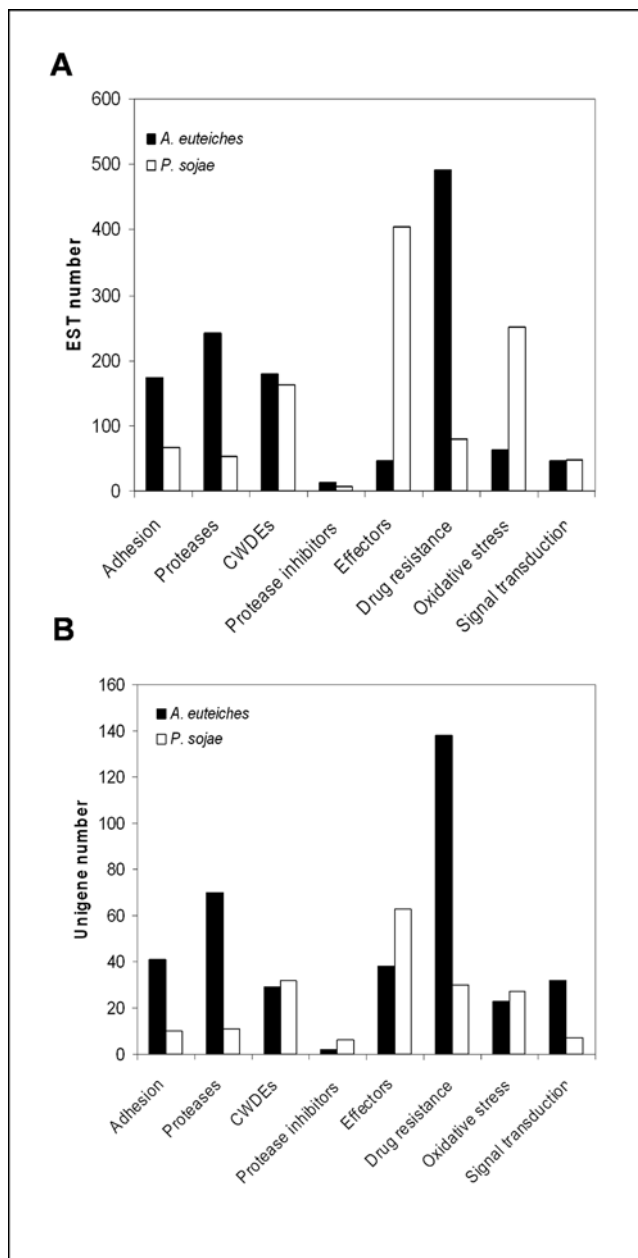 A
600
500
400
300
200
100
0
EST number
A. euteiches
P. sojae
Adhesion
Proteases
CWDEs
Protease inhibitors
Effectors
Drug resistance
Oxidative stress
Signal transduction
B
160
140
120
100
80
60
40
20
0
Unigene number
A. euteiches
P. sojae
Adhesion
Proteases
CWDEs
Protease inhibitors
Effectors
Drug resistance
Oxidative stress
Signal transduction